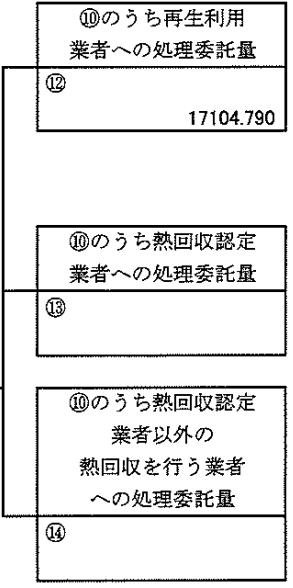 ⑩のうち再生利用
業者への処理委託量
⑫
17104.790
⑩のうち熱回収認定
業者への処理委託量
⑬
⑩のうち熱回収認定
業者以外の
熱回収を行う業者
への処理委託量
⑭